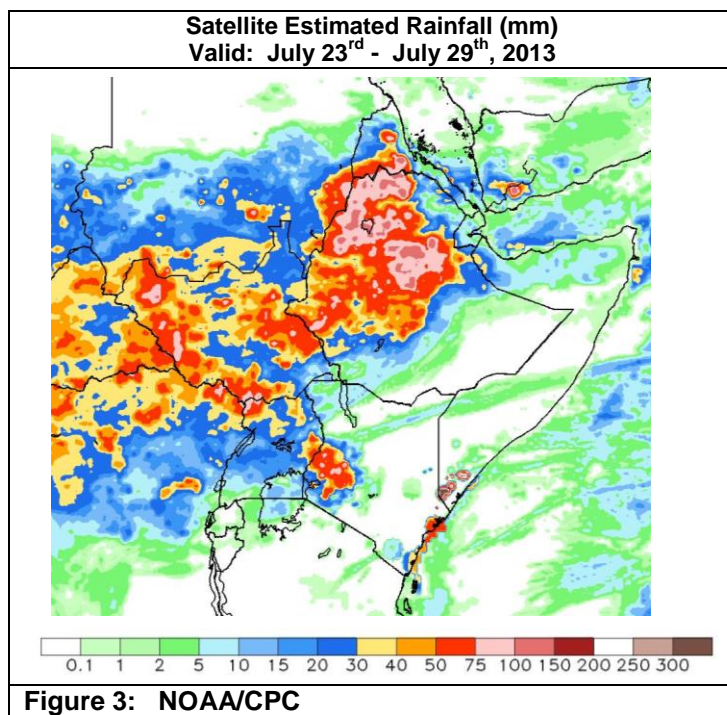 Satellite Estimated Rainfall (mm)
Valid: July 23rd - July 29th, 2013
0.1 1 2 5 10 15 20 30 40 50 75 100 150 200 250 300
Figure 3: NOAA/CPC